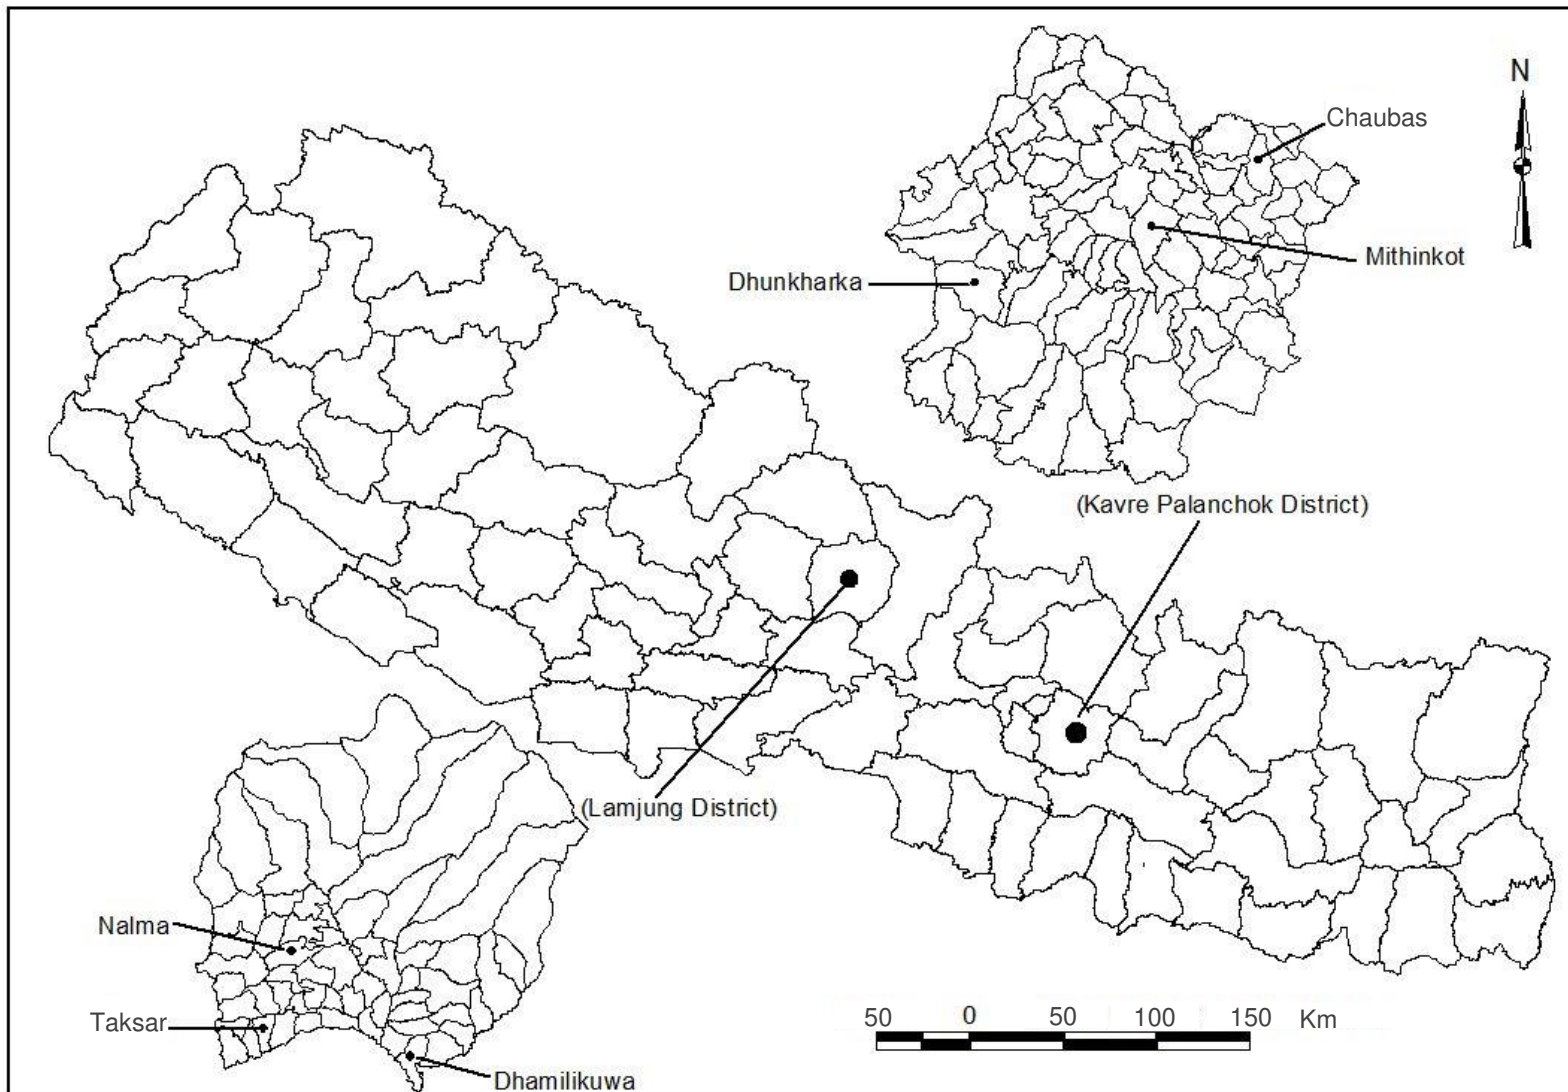 N
Chaubas
Mithinkot
Dhunkharka
(Kavre Palanchok District)
(Lamjung District)
Nalma
Taksar
Dhamilikuwa
50 0 50 100 150 Km